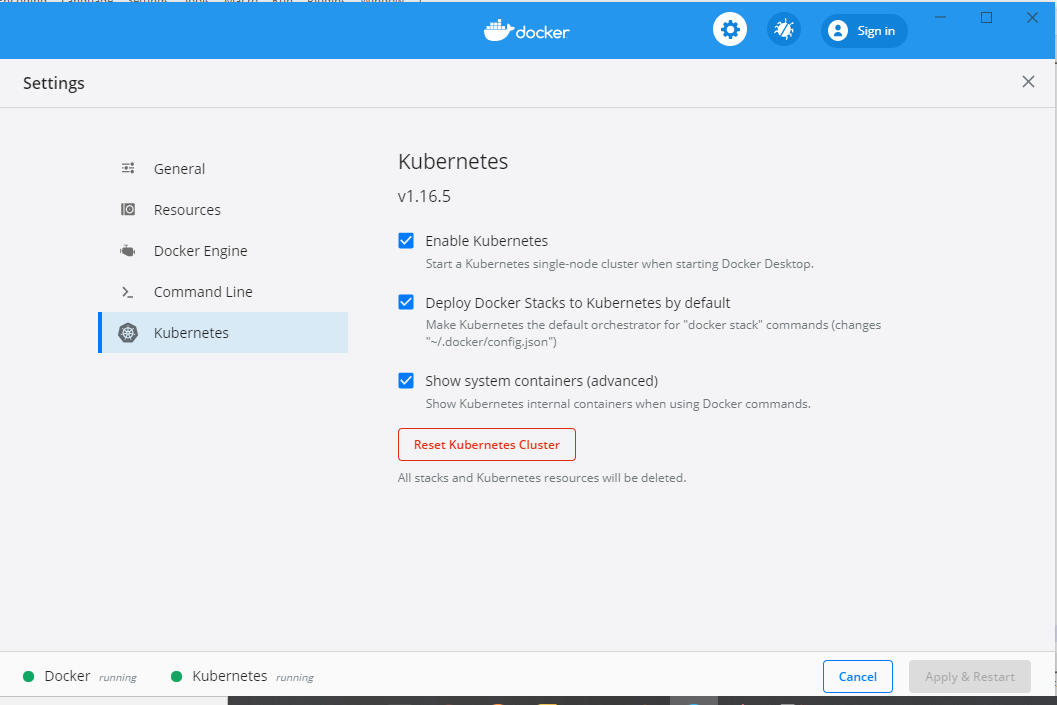 docker
Sign in
Settings
General
Resources
Docker Engine
Command Line
Kubernetes
Kubernetes
v1.16.5
Enable Kubernetes
Start a Kubernetes single-node cluster when starting Docker Desktop.
Deploy Docker Stacks to Kubernetes by default
Make Kubernetes the default orchestrator for "docker stack" commands (changes
"~/.docker/config.json")
Show system containers (advanced)
Show Kubernetes internal containers when using Docker commands.
Reset Kubernetes Cluster
All stacks and Kubernetes resources will be deleted.
Docker running
Kubernetes running
Cancel
Apply & Restart